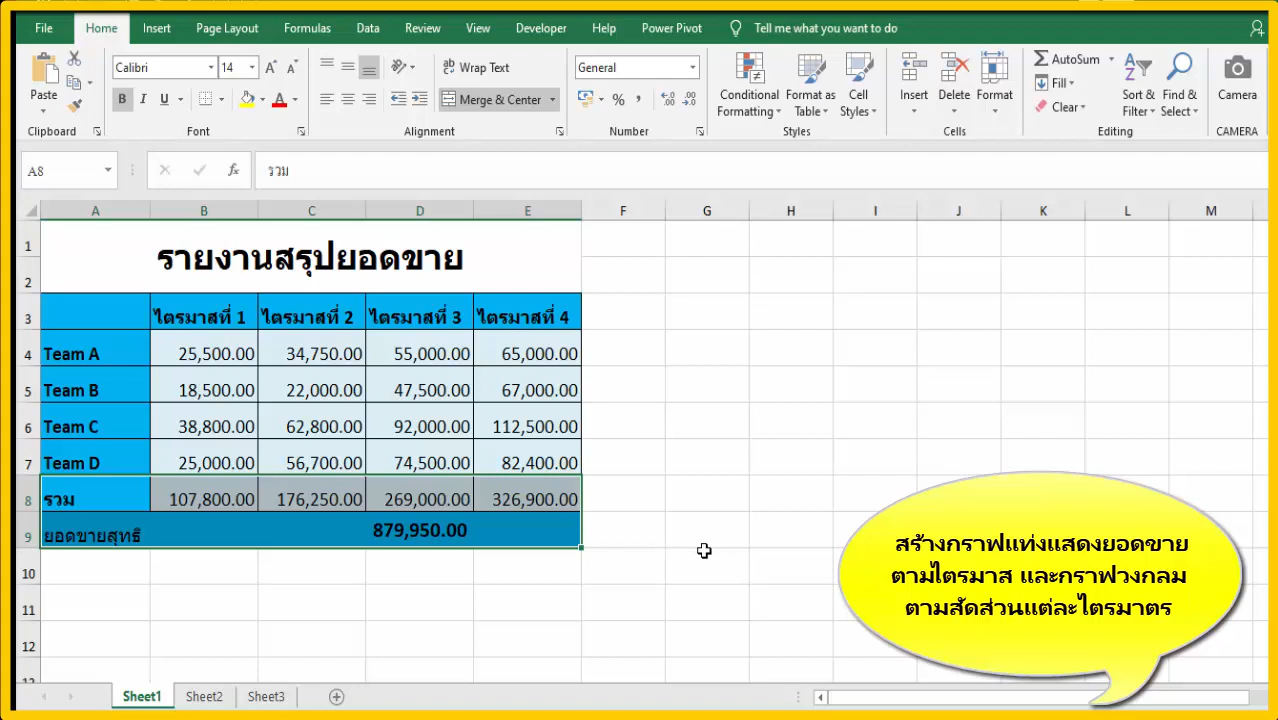 File Home Insert Page Layout Formulas Data Review View Developer Help Power Pivot Tell me what you want to do
Paste
Clipboard
Calibri 14
B I U
Font
Wrap Text
Merge & Center
Alignment
General
Number
Conditional Formatting
Format as Table
Cell Styles
Styles
Insert Delete Format
Cells
AutoSum
Fill
Clear
Sort & Filter
Find & Select
Editing
Camera
CAMERA
A8 fx รวม
A B C D E F G H I J K L M
1 รายงานสรุปยอดขาย
2
3 ไตรมาสที่ 1 ไตรมาสที่ 2 ไตรมาสที่ 3 ไตรมาสที่ 4
4 Team A 25,500.00 34,750.00 55,000.00 65,000.00
5 Team B 18,500.00 22,000.00 47,500.00 67,000.00
6 Team C 38,800.00 62,800.00 92,000.00 112,500.00
7 Team D 25,000.00 56,700.00 74,500.00 82,400.00
8 รวม 107,800.00 176,250.00 269,000.00 326,900.00
9 ยอดขายสุทธิ 879,950.00
10
11
12
สร้างกราฟแท่งแสดงยอดขาย
ตามไตรมาส และกราฟวงกลม
ตามสัดส่วนแต่ละไตรมาตร
Sheet1 Sheet2 Sheet3